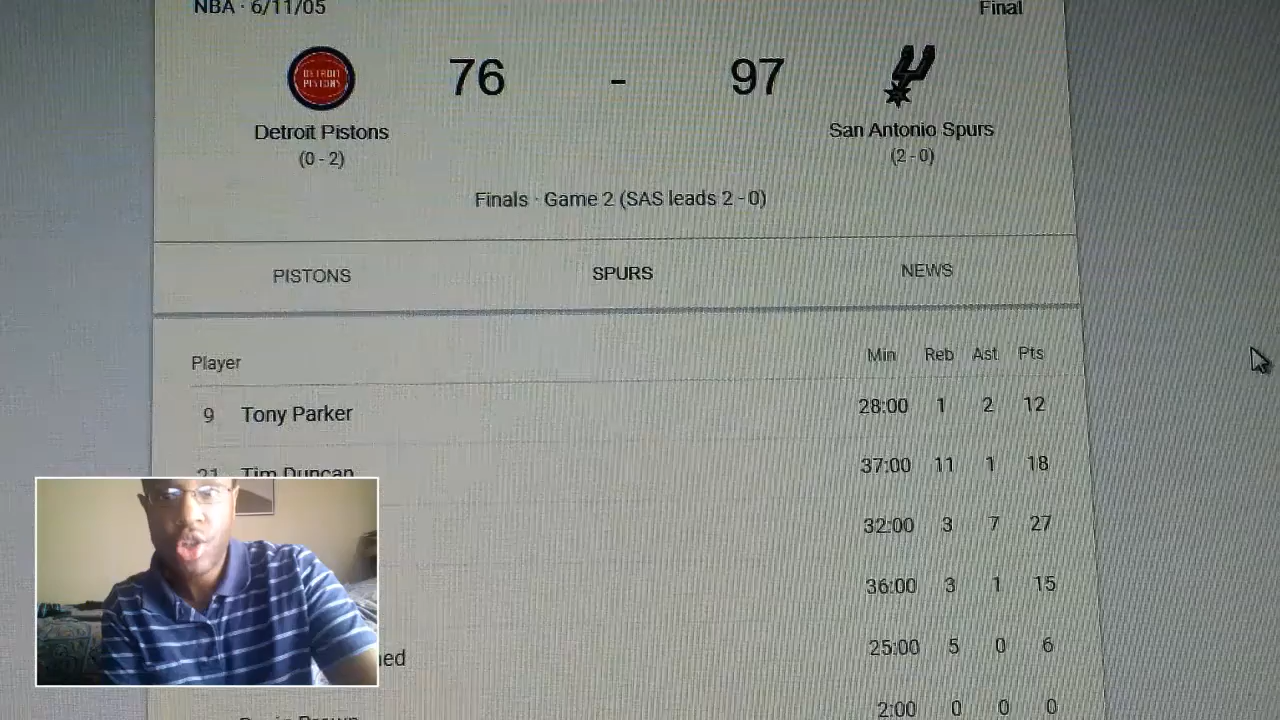 NBA · 6/11/05 Final
DETROIT
PISTONS
76 - 97
Detroit Pistons San Antonio Spurs
(0 - 2) (2 - 0)
Finals · Game 2 (SAS leads 2 - 0)
PISTONS SPURS NEWS
Player Min Reb Ast Pts
9 Tony Parker 28:00 1 2 12
21 Tim Duncan 37:00 11 1 18
32:00 3 7 27
36:00 3 1 15
25:00 5 0 6
2:00 0 0 0